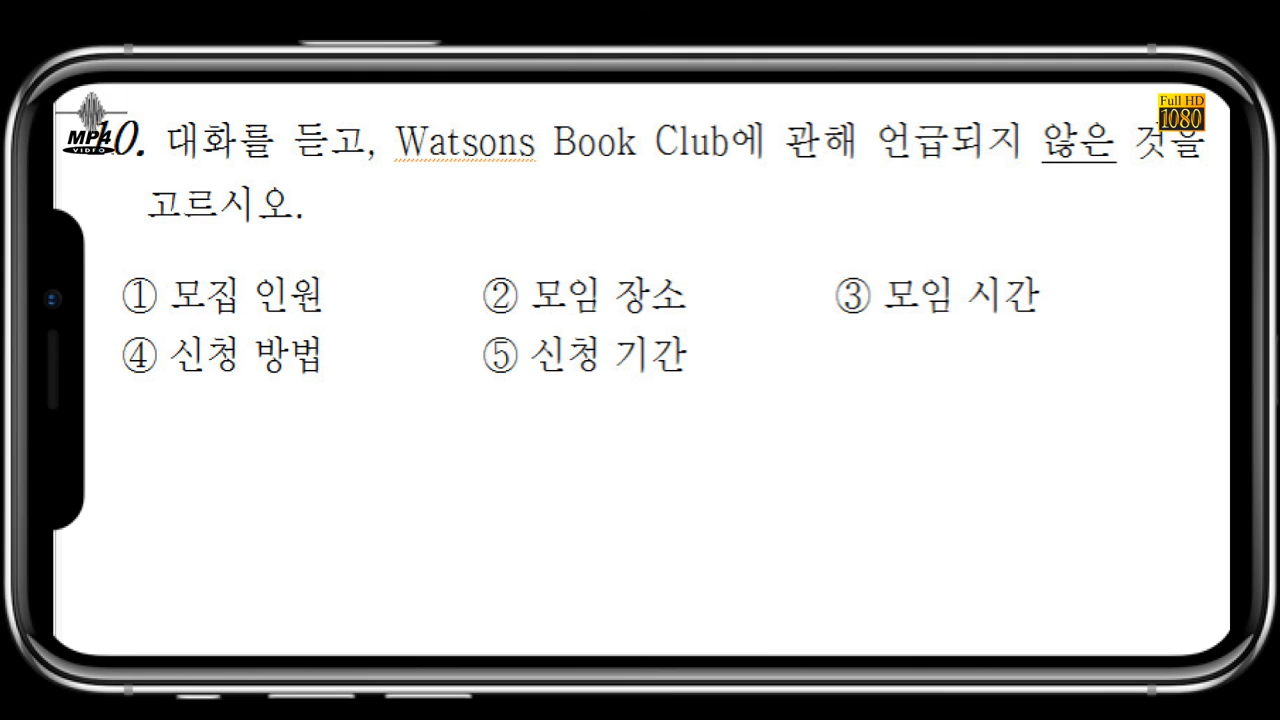 10. 대화를 듣고, Watsons Book Club에 관해 언급되지 않은 것을
고르시오.
① 모집 인원 ② 모임 장소 ③ 모임 시간
④ 신청 방법 ⑤ 신청 기간
MP4
VIDEO
Full HD
1080